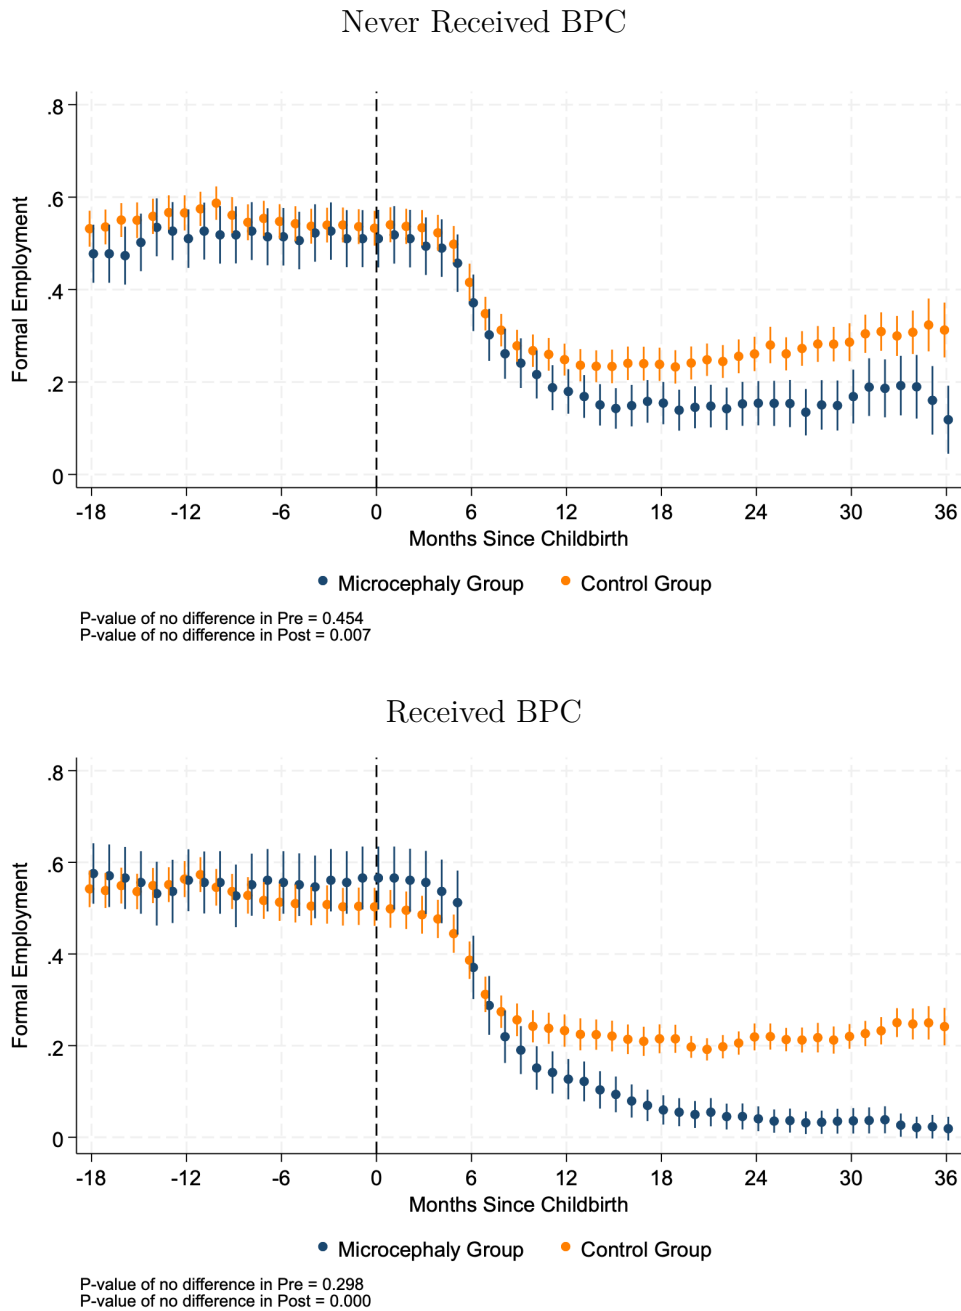 Never Received BPC
.8
.6
.4
.2
0
Formal Employment
-18 -12 -6 0 6 12 18 24 30 36
Months Since Childbirth
Microcephaly Group Control Group
P-value of no difference in Pre = 0.454
P-value of no difference in Post = 0.007
Received BPC
.8
.6
.4
.2
0
Formal Employment
-18 -12 -6 0 6 12 18 24 30 36
Months Since Childbirth
Microcephaly Group Control Group
P-value of no difference in Pre = 0.298
P-value of no difference in Post = 0.000